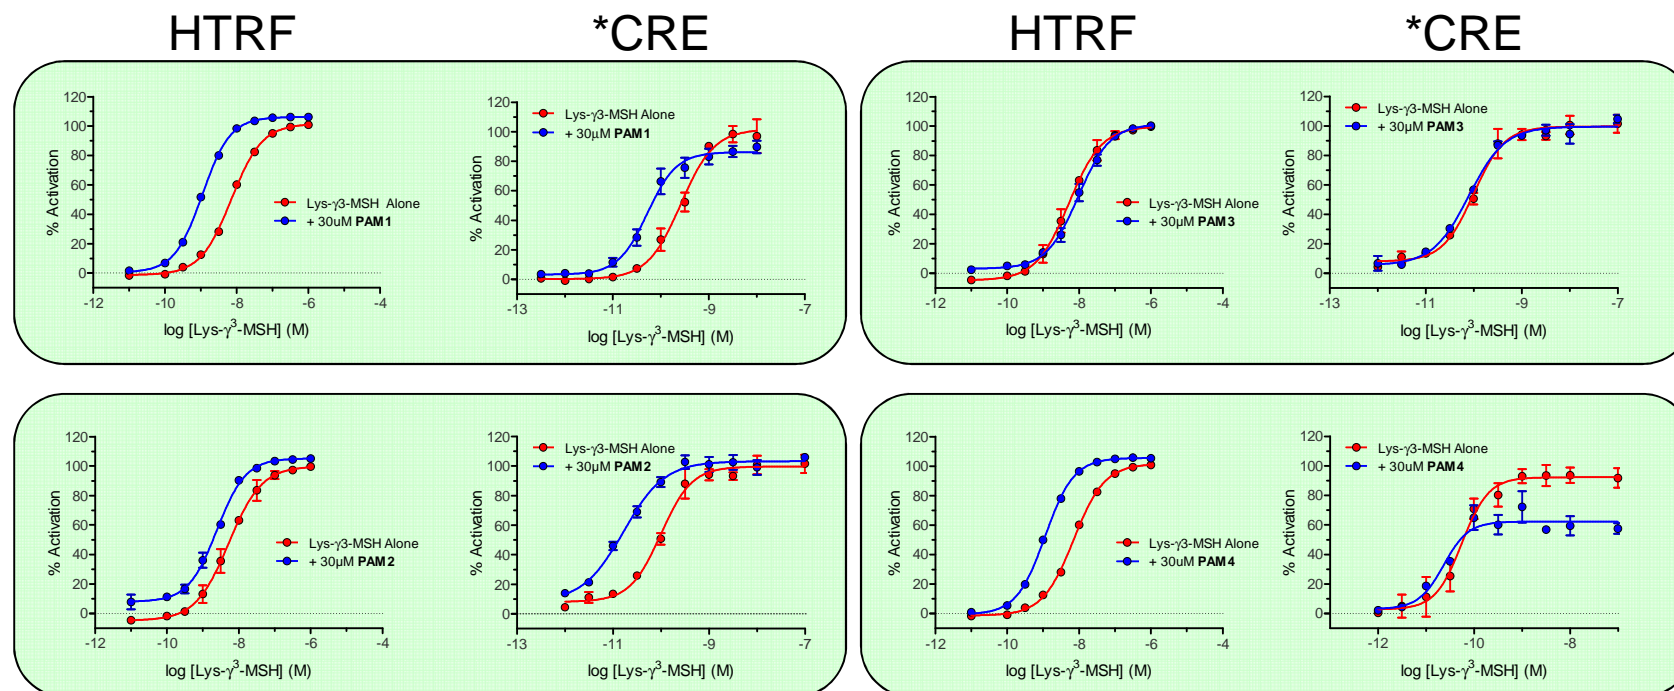 HTRF
*CRE
HTRF
*CRE
% Activation
120
100
80
60
40
20
0
-12
-10
-8
-6
-4
log [Lys-γ³-MSH] (M)
Lys-γ3-MSH Alone
+ 30uM PAM1
% Activation
120
100
80
60
40
20
0
-13
-11
-9
-7
log [Lys-γ³-MSH] (M)
Lys-γ3-MSH Alone
+ 30µM PAM1
% Activation
120
100
80
60
40
20
0
-12
-10
-8
-6
-4
log [Lys-γ³-MSH] (M)
Lys-γ3-MSH Alone
+ 30µM PAM3
% Activation
120
100
80
60
40
20
0
-13
-11
-9
-7
log [Lys-γ³-MSH] (M)
Lys-γ3-MSH Alone
+ 30µM PAM3
% Activation
120
100
80
60
40
20
0
-12
-10
-8
-6
-4
log [Lys-γ³-MSH] (M)
Lys-γ3-MSH Alone
+ 30µM PAM2
% Activation
120
100
80
60
40
20
0
-13
-11
-9
-7
log [Lys-γ³-MSH] (M)
Lys-γ3-MSH Alone
+ 30µM PAM2
% Activation
120
100
80
60
40
20
0
-12
-10
-8
-6
-4
log [Lys-γ³-MSH] (M)
Lys-γ3-MSH Alone
+ 30uM PAM4
% Activation
120
100
80
60
40
20
0
-12
-10
-8
log [Lys-γ³-MSH] (M)
Lys-γ3-MSH Alone
+ 30uM PAM4